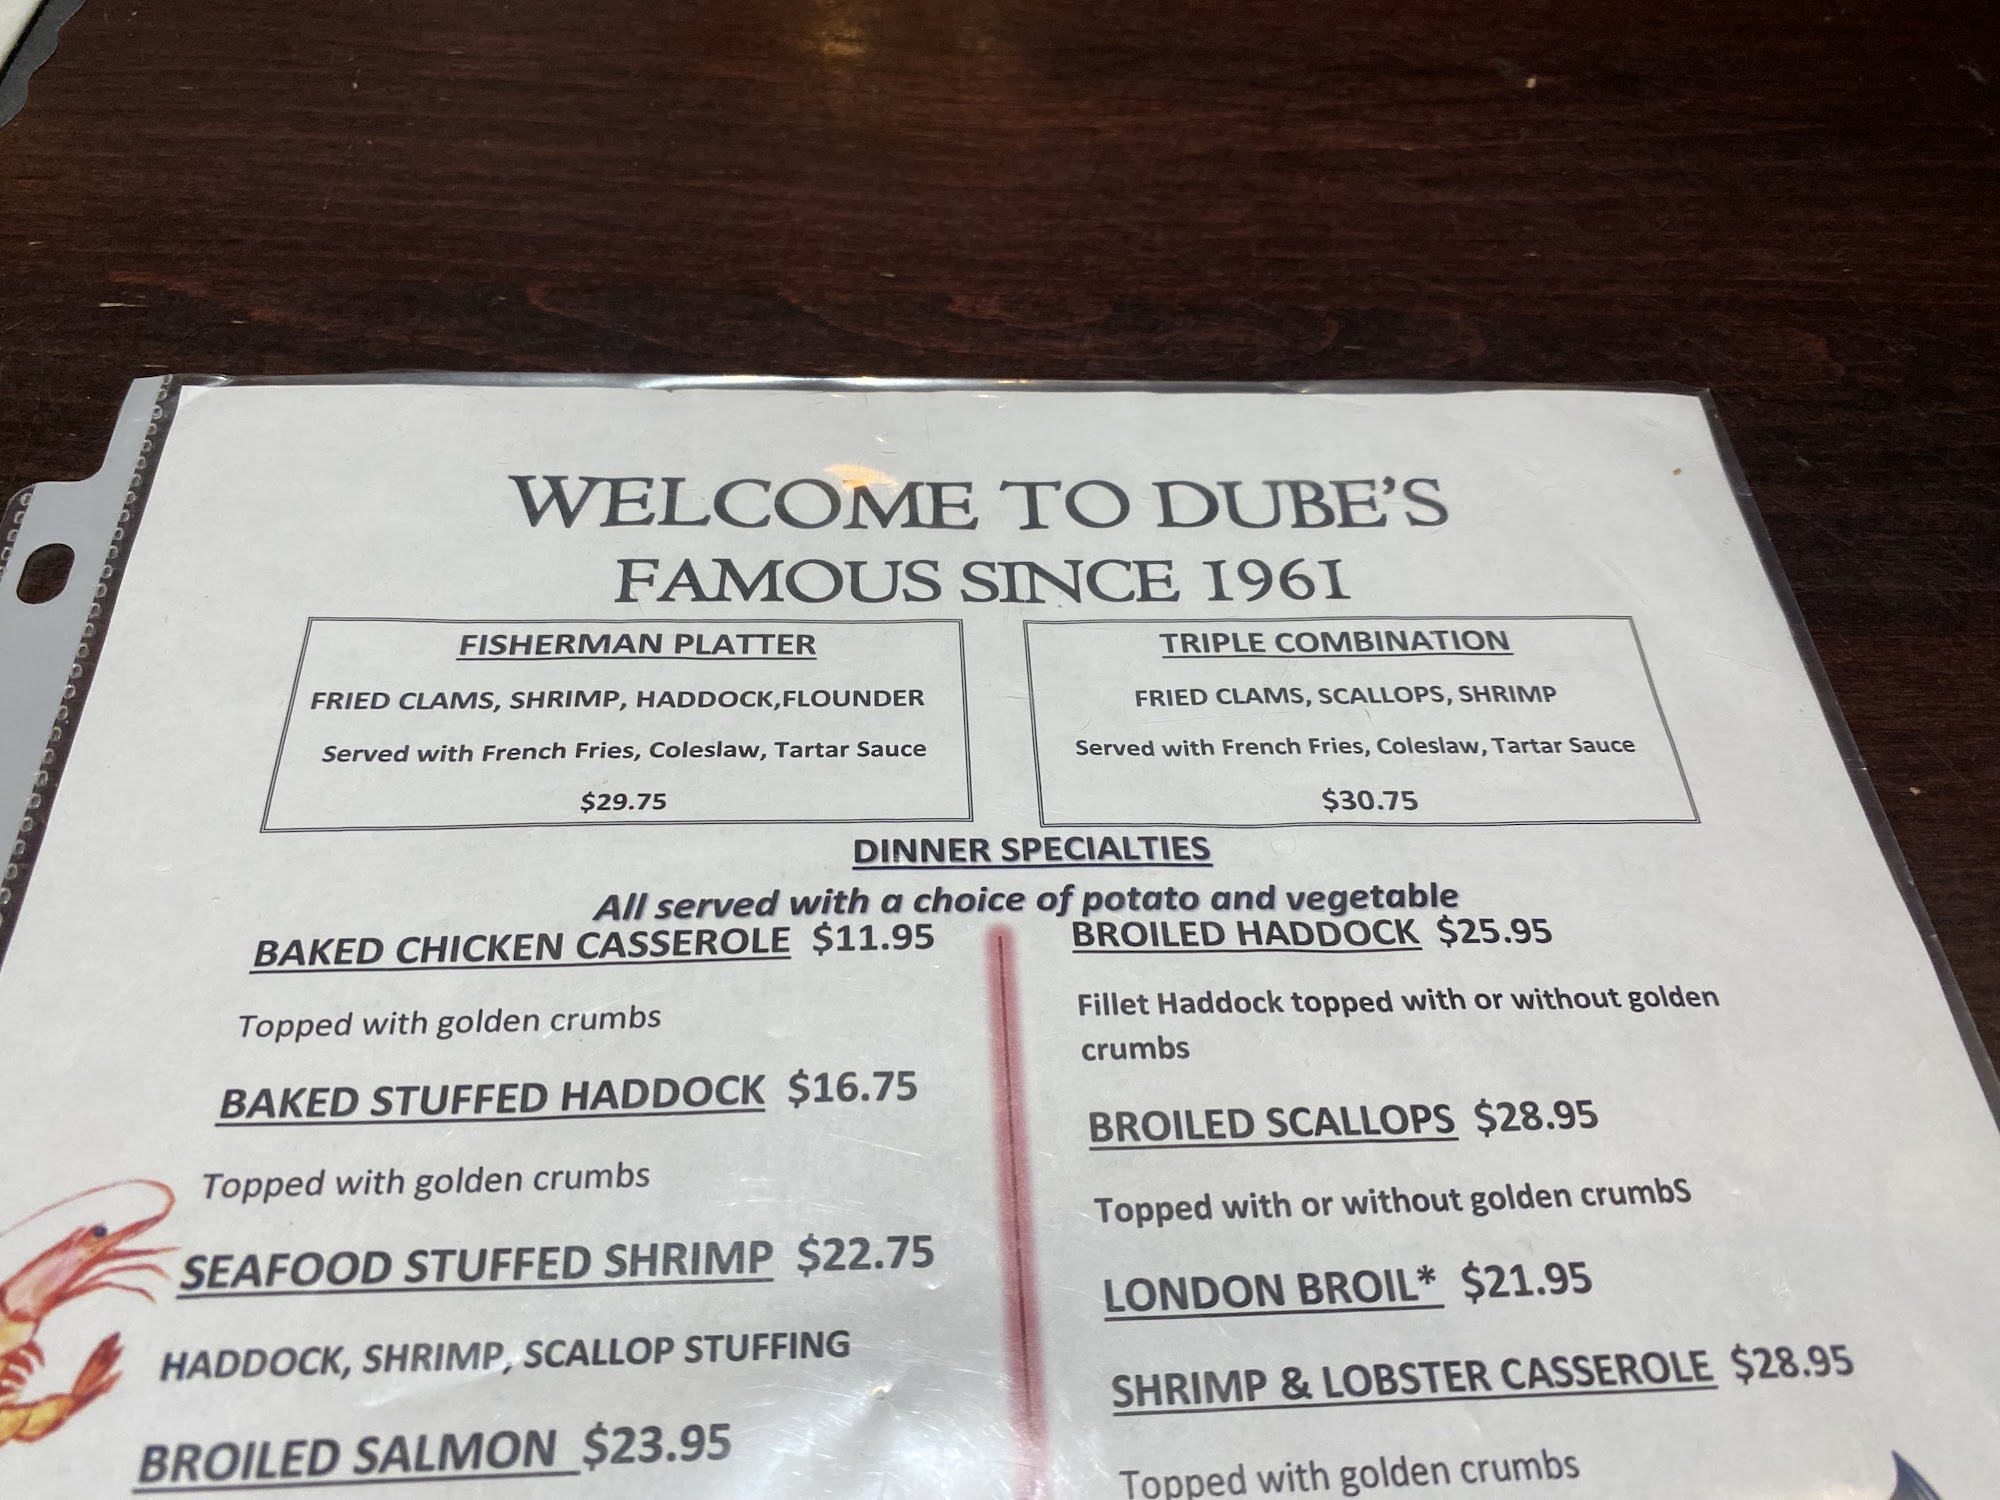 WELCOME TO DUBE'S
FAMOUS SINCE 1961
FISHERMAN PLATTER
FRIED CLAMS, SHRIMP, HADDOCK,FLOUNDER
Served with French Fries, Coleslaw, Tartar Sauce
$29.75
TRIPLE COMBINATION
FRIED CLAMS, SCALLOPS, SHRIMP
Served with French Fries, Coleslaw, Tartar Sauce
$30.75
DINNER SPECIALTIES
All served with a choice of potato and vegetable
BAKED CHICKEN CASSEROLE $11.95
Topped with golden crumbs
BAKED STUFFED HADDOCK $16.75
Topped with golden crumbs
SEAFOOD STUFFED SHRIMP $22.75
HADDOCK, SHRIMP, SCALLOP STUFFING
BROILED SALMON $23.95
BROILED HADDOCK $25.95
Fillet Haddock topped with or without golden
crumbs
BROILED SCALLOPS $28.95
Topped with or without golden crumbS
LONDON BROIL* $21.95
SHRIMP & LOBSTER CASSEROLE $28.95
Topped with golden crumbs